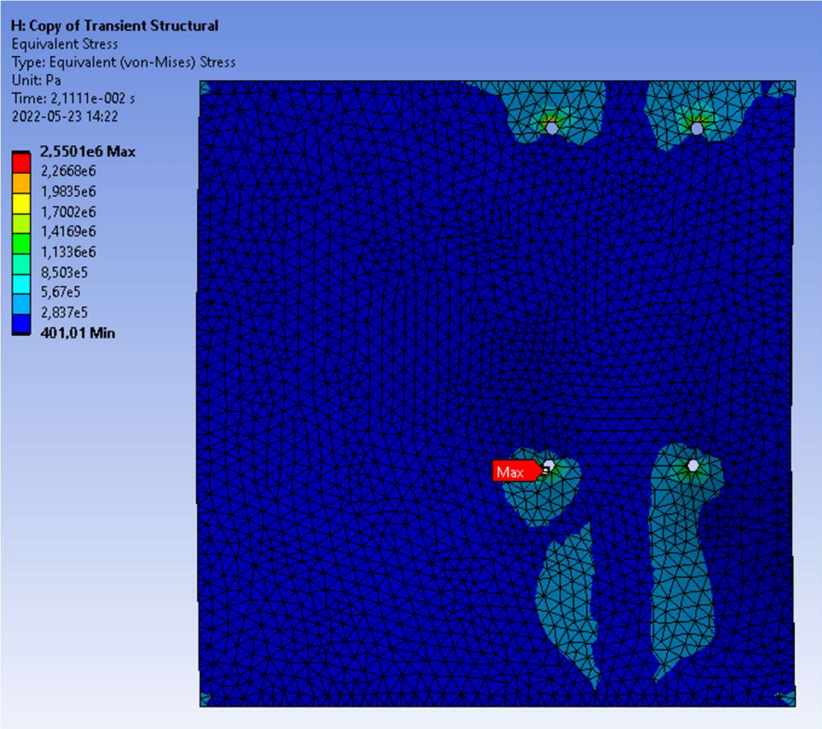 H: Copy of Transient Structural
Equivalent Stress
Type: Equivalent (von-Mises) Stress
Unit: Pa
Time: 2,1111e-002 s
2022-05-23 14:22
2,5501e6 Max
2,2668e6
1,9835e6
1,7002e6
1,4169e6
1,1336e6
8,503e5
5,67e5
2,837e5
401,01 Min
Max